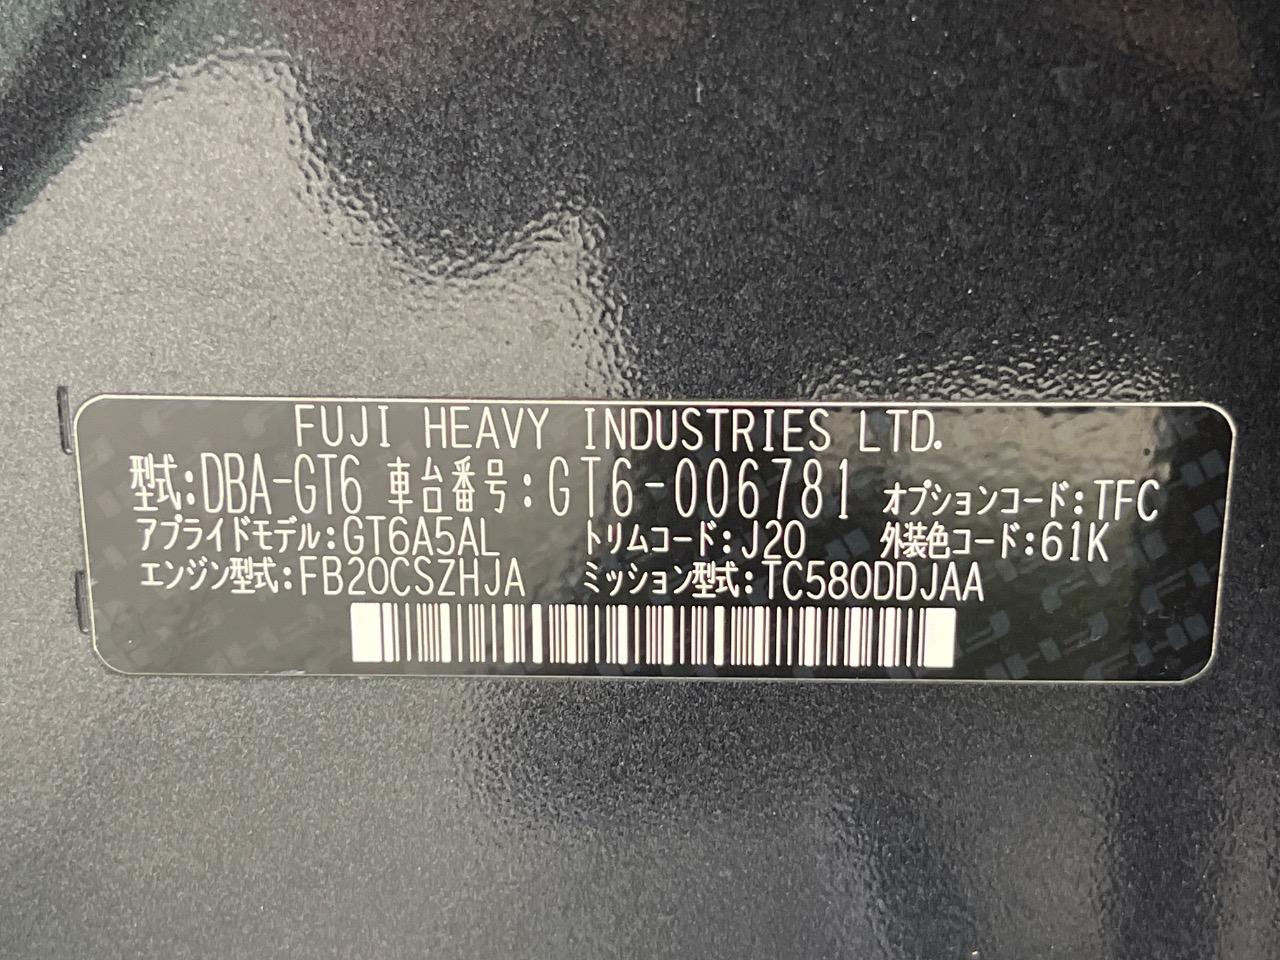 FUJI HEAVY INDUSTRIES LTD.
型式:DBA-GT6 車台番号:GT6-006781 オプションコード:TFC
アプライドモデル:GT6A5AL トリムコード:J20 外装色コード:61K
エンジン型式:FB20CSZHJA ミッション型式:TC580DDJAA